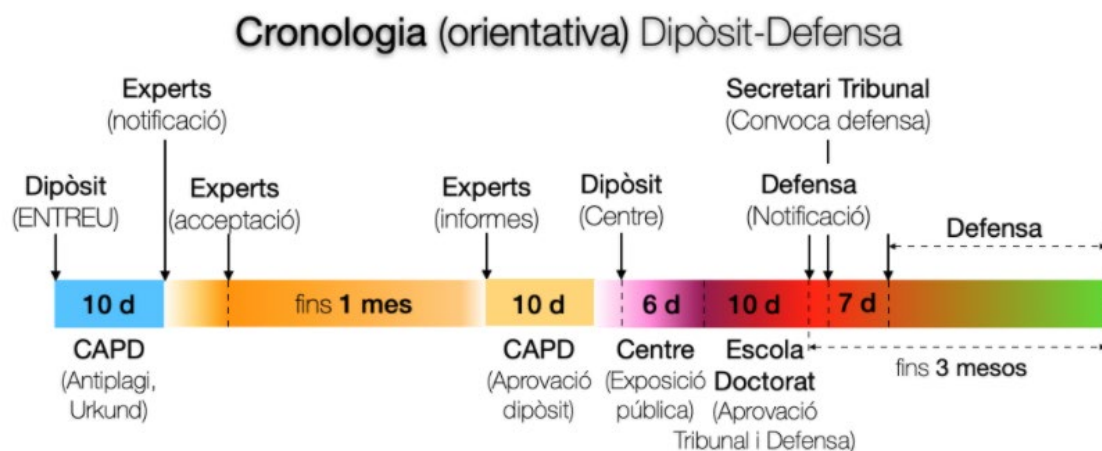 Cronologia (orientativa) Dipòsit-Defensa
Experts
(notificació)
Secretari Tribunal
(Convoca defensa)
Dipòsit
(ENTREU)
Experts
(acceptació)
Experts
(informes)
Dipòsit
(Centre)
Defensa
(Notificació)
Defensa
10 d
fins 1 mes
10 d
6 d
10 d
7 d
CAPD
(Antiplagi,
Urkund)
CAPD
(Aprovació
dipòsit)
Centre
(Exposició
pública)
Escola
Doctorat
(Aprovació
Tribunal i Defensa)
fins 3 mesos